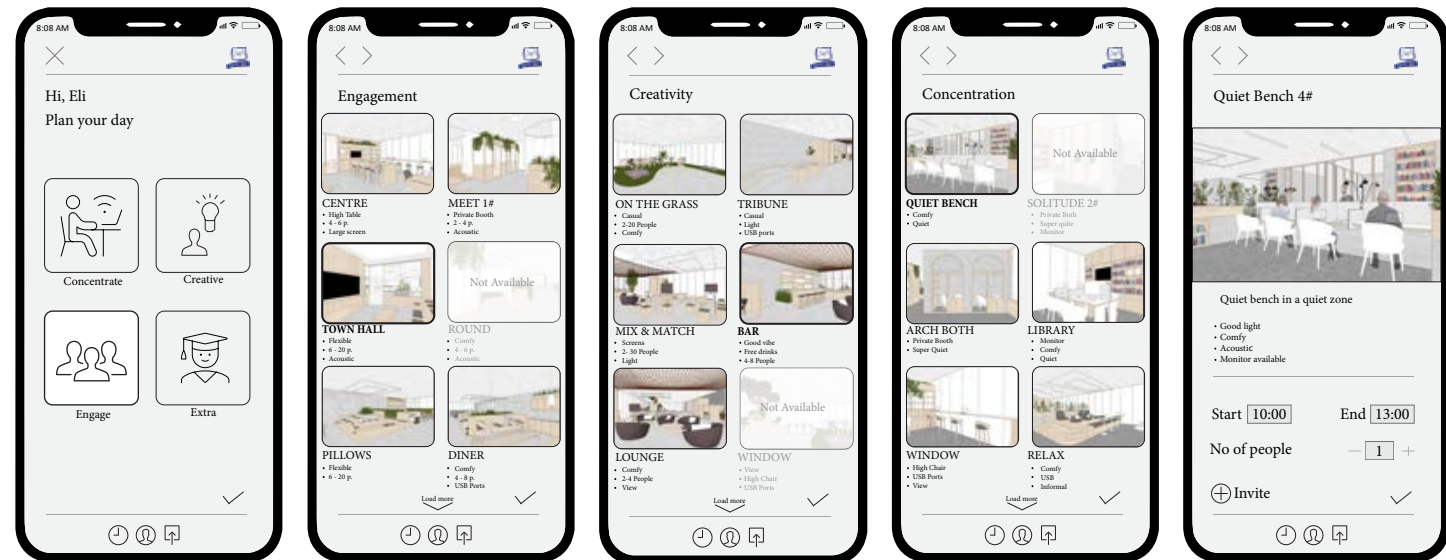 8:08 AM
Hi, Eli
Plan your day
Concentrate
Creative
Engage
Extra
8:08 AM
Engagement
CENTRE
• High Table
• 4 - 6 p.
• Large screen
MEET 1#
• Private Booth
• 2 - 4 p.
• Acoustic
TOWN HALL
• Flexible
• 6 - 20 p.
• Acoustic
Not Available
ROUND
• Comfy
• 4 - 6 p.
• Acoustic
PILLOWS
• Flexible
• 6 - 20 p.
DINER
• Comfy
• 4 - 8 p.
• USB Ports
Load more
8:08 AM
Creativity
ON THE GRASS
• Casual
• 2-20 People
• Comfy
TRIBUNE
• Casual
• Light
• USB ports
MIX & MATCH
• Screens
• 2- 30 People
• Light
BAR
• Good vibe
• Free drinks
• 4-8 People
LOUNGE
• Comfy
• 2-4 People
• View
Not Available
WINDOW
• View
• High Chair
• USB Ports
Load more
8:08 AM
Concentration
QUIET BENCH
• Comfy
• Quiet
Not Available
SOLITUDE 2#
• Private Both
• Super quite
• Monitor
ARCH BOTH
• Private Booth
• Super Quiet
LIBRARY
• Monitor
• Comfy
• Quiet
WINDOW
• High Chair
• USB Ports
• View
RELAX
• Comfy
• USB
• Informal
Load more
8:08 AM
Quiet Bench 4#
Quiet bench in a quiet zone
• Good light
• Comfy
• Acoustic
• Monitor available
Start 10:00 End 13:00
No of people — 1 +
Invite